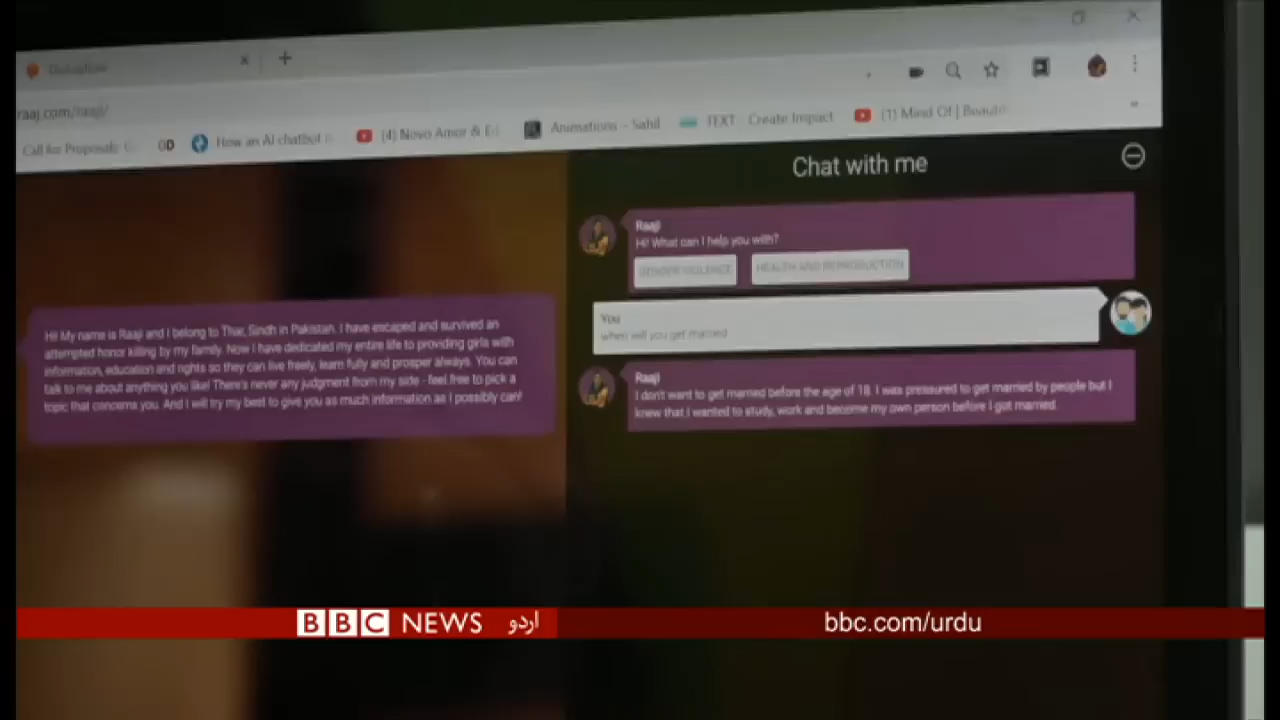 Dialogflow
raaj.com/raaji/
Call for Proposals:
How an AI chatbot
(4) Novo Amor & Ed
Animations - Sahil
TEXT - Create Impact
(1) Mind Of | Beauto
Chat with me
Raaji
Hi! What can I help you with?
GENDER VIOLENCE
HEALTH AND REPRODUCTION
You
when will you get married
Raaji
I don't want to get married before the age of 18. I was pressured to get married by people but I
knew that I wanted to study, work and become my own person before I got married.
Hi! My name is Raaji and I belong to Thar, Sindh in Pakistan. I have escaped and survived an
attempted honor killing by my family. Now I have dedicated my entire life to providing girls with
information, education and rights so they can live freely, learn fully and prosper always. You can
talk to me about anything you like! There's never any judgment from my side - feel free to pick a
topic that concerns you. And I will try my best to give you as much information as I possibly can!
BBC NEWS اردو
bbc.com/urdu